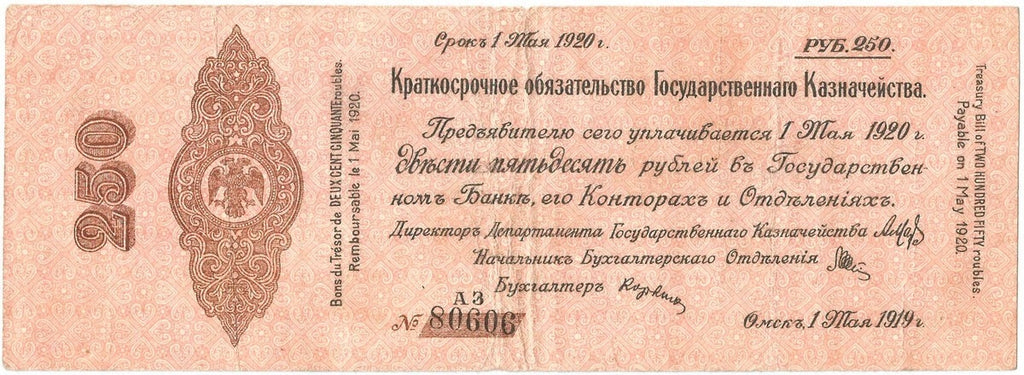 250
Bons du Trésor de DEUX CENT CINQUANTE roubles.
Remboursable le 1 Mai 1920.
Срокъ 1 Мая 1920 г.
РУБ. 250.
Краткосрочное обязательство Государственнаго Казначейства.
Предъявителю сего уплачивается 1 Мая 1920 г.
двѣсти пятьдесятъ рублей въ Государствен-
номъ Банкѣ, его Конторахъ и Отдѣленіяхъ.
Директоръ Департамента Государственнаго Казначейства
Начальникъ Бухгалтерскаго Отдѣленія
Бухгалтеръ
АЗ
№ 80606
Омскъ, 1 Мая 1919 г.
Treasury Bill of TWO HUNDRED FIFTY roubles.
Payable on 1 May 1920.